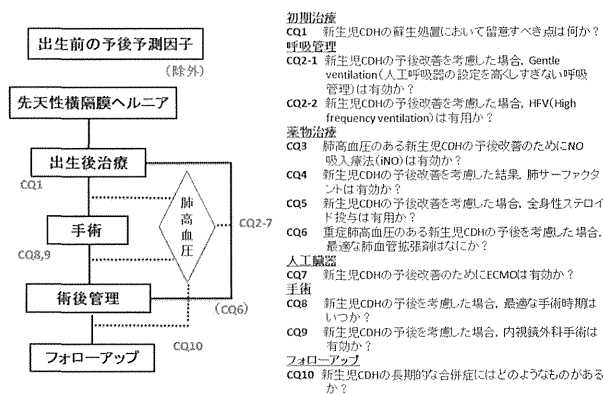 出生前の予後予測因子
(除外)
先天性横隔膜ヘルニア
出生後治療
CQ1
肺高血圧
CQ2-7
手術
CQ8,9
術後管理
(CQ6)
CQ10
フォローアップ
初期治療
CQ1 新生児CDHの蘇生処置において留意すべき点は何か？
呼吸管理
CQ2-1 新生児CDHの予後改善を考慮した場合, Gentle
ventilation(人工呼吸器の設定を高くしすぎない呼吸
管理)は有効か？
CQ2-2 新生児CDHの予後改善を考慮した場合, HFV(High
frequency ventilation)は有用か？
薬物治療
CQ3 肺高血圧のある新生児CDHの予後改善のためにNO
吸入療法(iNO)は有効か？
CQ4 新生児CDHの予後改善を考慮した結果, 肺サーファクタ
ントは有効か？
CQ5 新生児CDHの予後改善を考慮した場合, 全身性ステロイ
ド投与は有用か？
CQ6 重症肺高血圧のある新生児CDHの予後を考慮した場合,
最適な肺血管拡張剤はなにか？
人工臓器
CQ7 新生児CDHの予後改善のためにECMOは有効か？
手術
CQ8 新生児CDHの予後を考慮した場合, 最適な手術時期は
いつか？
CQ9 新生児CDHの予後を考慮した場合, 内視鏡外科手術は
有効か？
フォローアップ
CQ10 新生児CDHの長期的な合併症にはどのようなものがある
か？